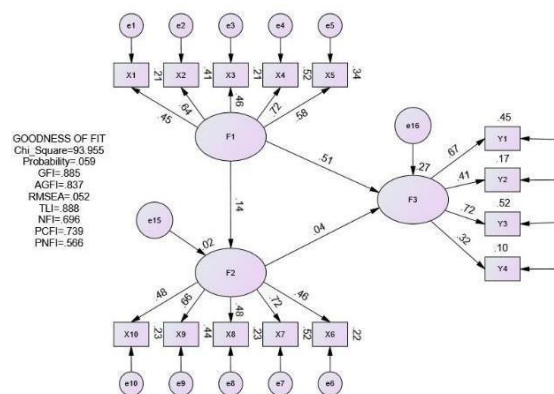 e1 e2 e3 e4 e5
X1 X2 X3 X4 X5
.21 .41 .21 .52 .34
.45 .64 .46 .72 .58
F1
GOODNESS OF FIT
Chi_Square=93.955
Probability=.059
GFI=.885
AGFI=.837
RMSEA=.052
TLI=.888
NFI=.696
PCFI=.739
PNFI=.566
.51
.14
.04
e16
.27
F3
.67 .41 .72 .32
.45
Y1
.17
Y2
.52
Y3
.10
Y4
e15
.02
F2
.48 .66 .48 .72 .46
X10 X9 X8 X7 X6
.23 .44 .23 .52 .22
e10 e9 e8 e7 e6